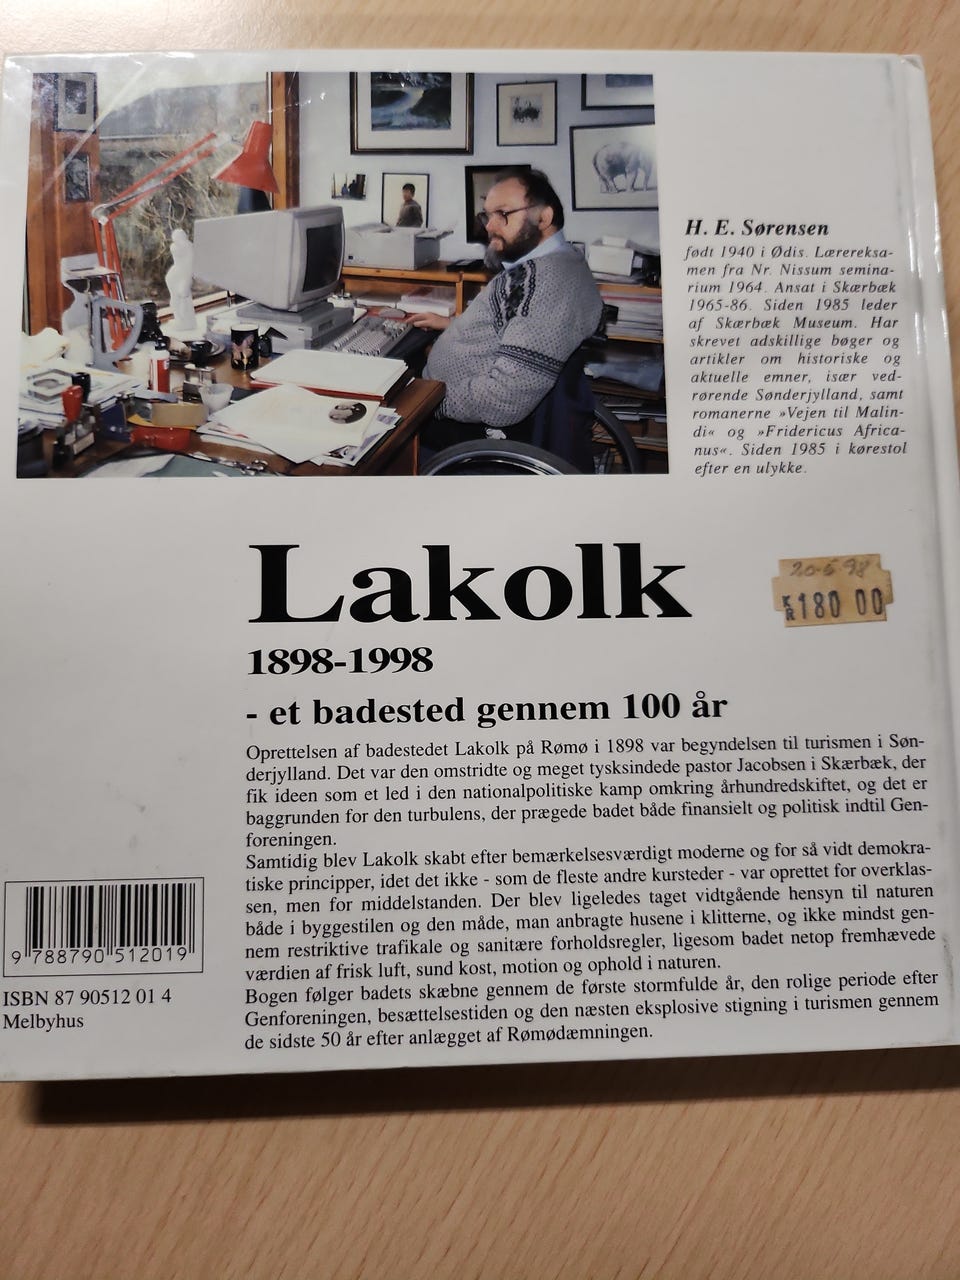 H. E. Sørensen
født 1940 i Ødis. Lærereksa-
men fra Nr. Nissum semina-
rium 1964. Ansat i Skærbæk
1965-86. Siden 1985 leder
af Skærbæk Museum. Har
skrevet adskillige bøger og
artikler om historiske og
aktuelle emner, især ved-
rørende Sønderjylland, samt
romanerne »Vejen til Malin-
di« og »Fridericus Africa-
nus«. Siden 1985 i kørestol
efter en ulykke.
Lakolk
20-5-98
KR 180 00
1898-1998
- et badested gennem 100 år
Oprettelsen af badestedet Lakolk på Rømø i 1898 var begyndelsen til turismen i Søn-
derjylland. Det var den omstridte og meget tysksindede pastor Jacobsen i Skærbæk, der
fik ideen som et led i den nationalpolitiske kamp omkring århundredskiftet, og det er
baggrunden for den turbulens, der prægede badet både finansielt og politisk indtil Gen-
foreningen.
Samtidig blev Lakolk skabt efter bemærkelsesværdigt moderne og for så vidt demokra-
tiske principper, idet det ikke - som de fleste andre kursteder - var oprettet for overklas-
sen, men for middelstanden. Der blev ligeledes taget vidtgående hensyn til naturen
både i byggestilen og den måde, man anbragte husene i klitterne, og ikke mindst gen-
nem restriktive trafikale og sanitære forholdsregler, ligesom badet netop fremhævede
værdien af frisk luft, sund kost, motion og ophold i naturen.
Bogen følger badets skæbne gennem de første stormfulde år, den rolige periode efter
Genforeningen, besættelsestiden og den næsten eksplosive stigning i turismen gennem
de sidste 50 år efter anlægget af Rømødæmningen.
9 788790 512019
ISBN 87 90512 01 4
Melbyhus